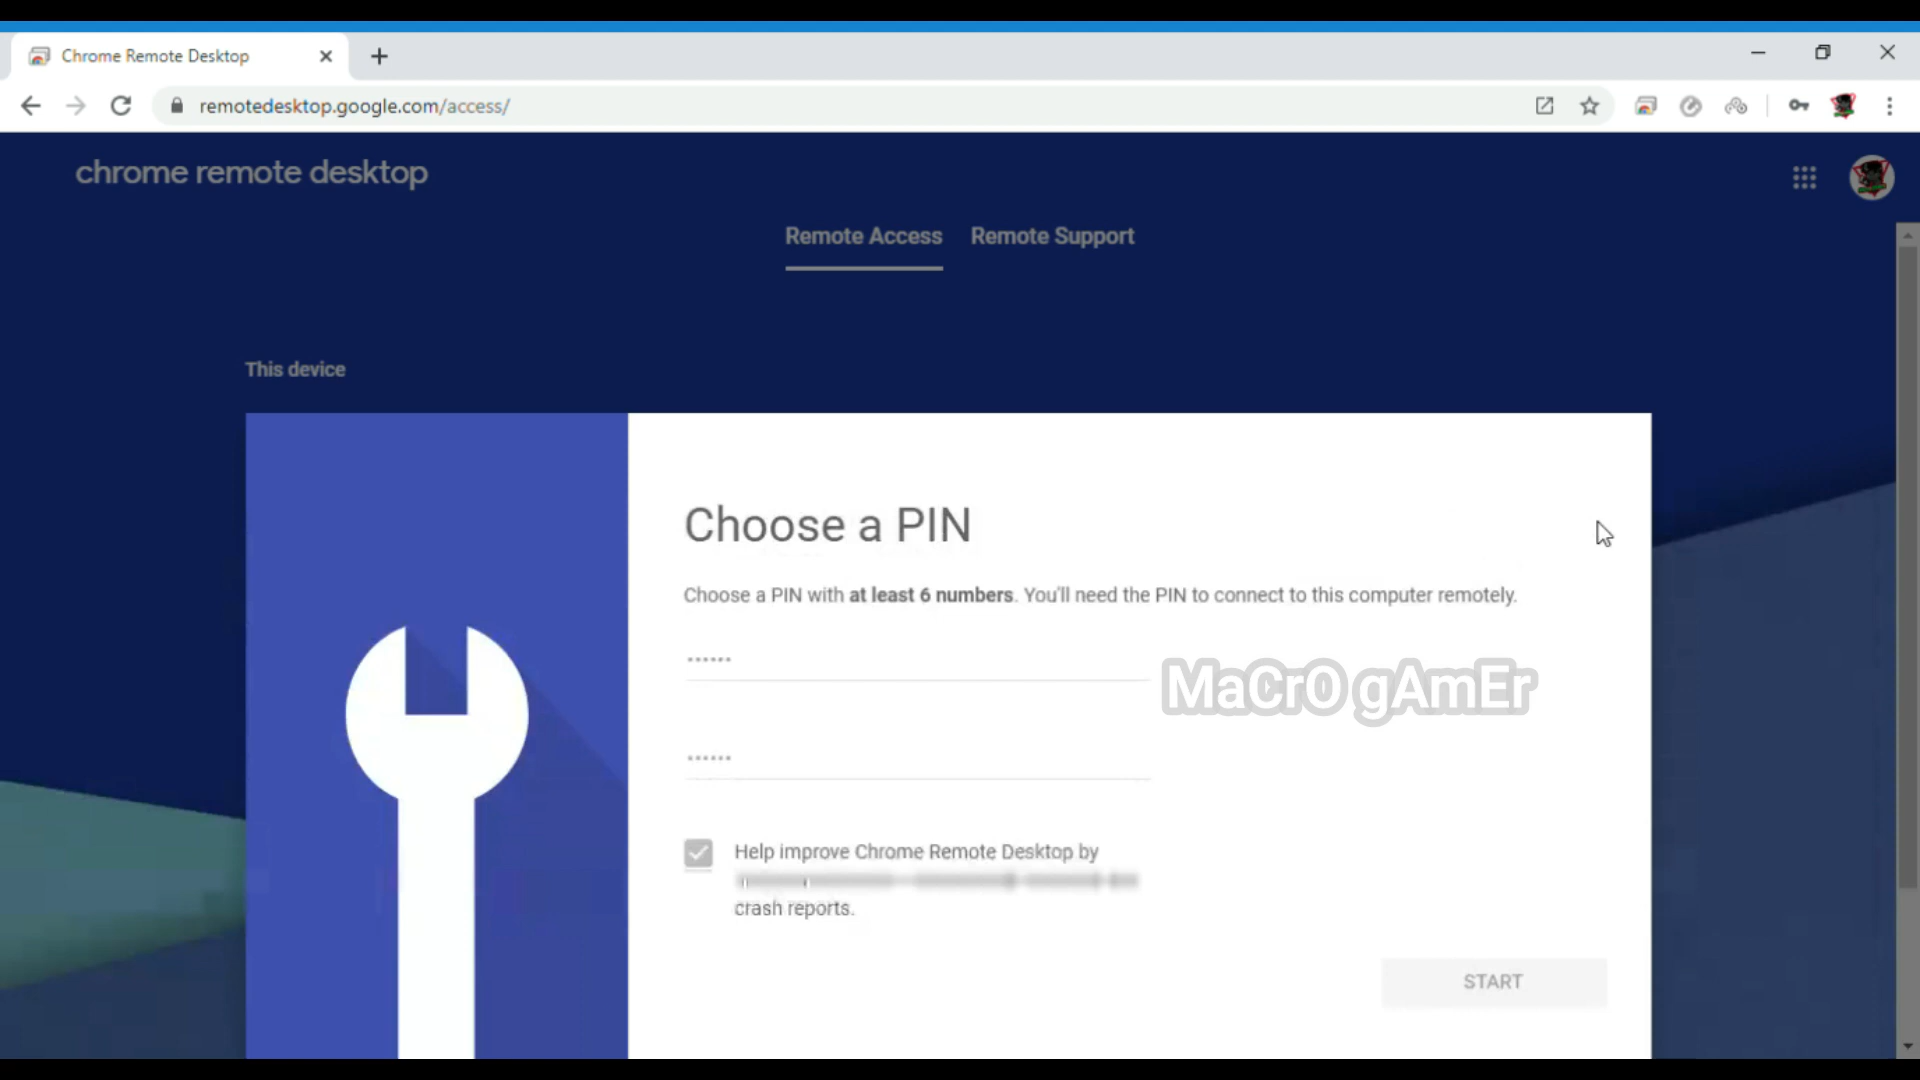 Chrome Remote Desktop
remotedesktop.google.com/access/
chrome remote desktop
Remote Access
Remote Support
This device
Choose a PIN
Choose a PIN with at least 6 numbers. You'll need the PIN to connect to this computer remotely.
••••••
MaCrO gAmEr
••••••
Help improve Chrome Remote Desktop by
crash reports.
START